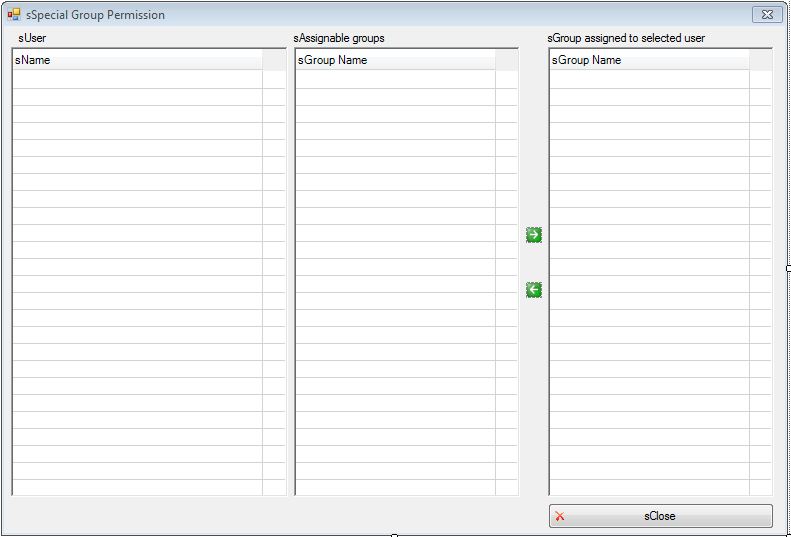 sSpecial Group Permission
sUser
sAssignable groups
sGroup assigned to selected user
sName
sGroup Name
sGroup Name
sClose